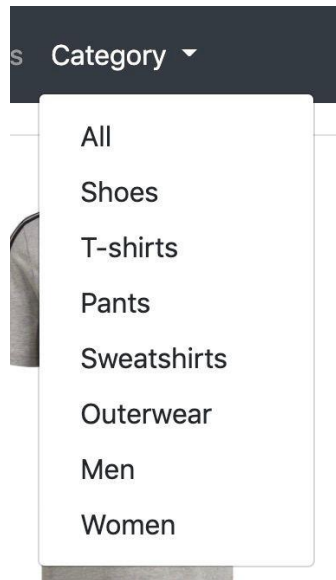 s Category
All
Shoes
T-shirts
Pants
Sweatshirts
Outerwear
Men
Women